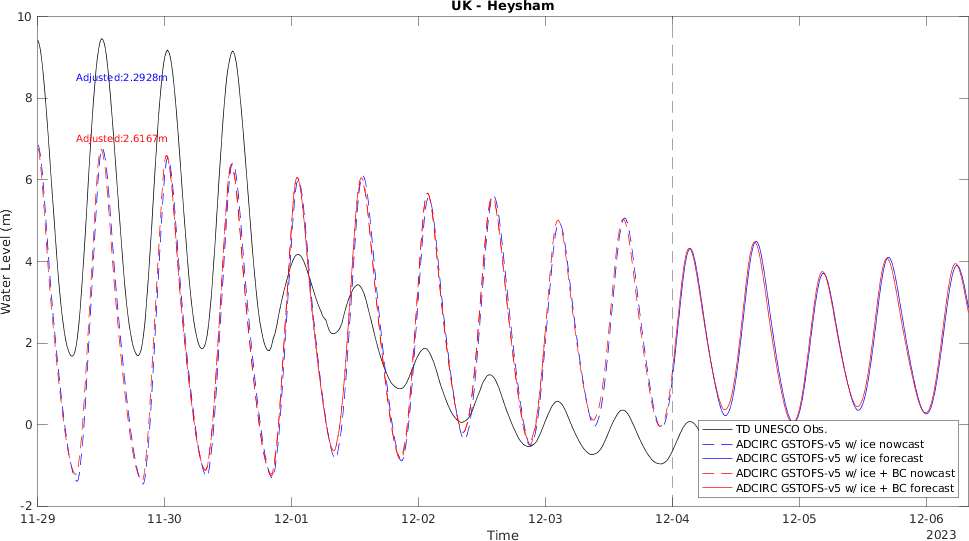 UK - Heysham
10
8
6
4
2
0
-2
Water Level (m)
Adjusted:2.2928m
Adjusted:2.6167m
TD UNESCO Obs.
ADCIRC GSTOFS-v5 w/ ice nowcast
ADCIRC GSTOFS-v5 w/ ice forecast
ADCIRC GSTOFS-v5 w/ ice + BC nowcast
ADCIRC GSTOFS-v5 w/ ice + BC forecast
11-29 11-30 12-01 12-02 12-03 12-04 12-05 12-06
Time
2023